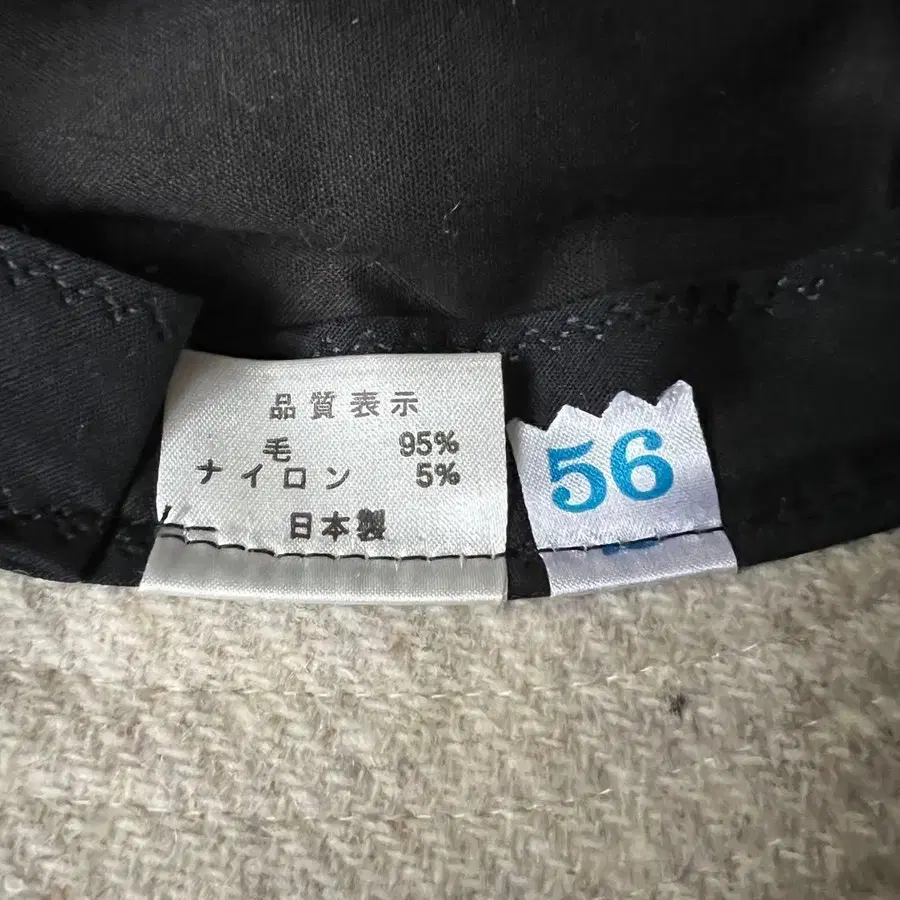 品質表示
毛 95%
ナイロン 5%
日本製
56